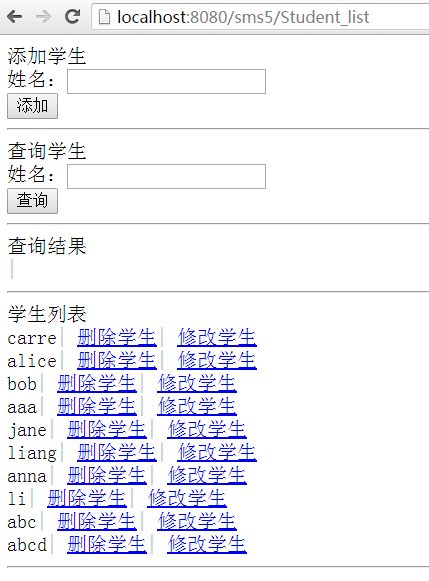 localhost:8080/sms5/Student_list
添加学生
姓名：
添加
查询学生
姓名：
查询
查询结果
|
学生列表
carre| 删除学生| 修改学生
alice| 删除学生| 修改学生
bob| 删除学生| 修改学生
aaa| 删除学生| 修改学生
jane| 删除学生| 修改学生
liang| 删除学生| 修改学生
anna| 删除学生| 修改学生
li| 删除学生| 修改学生
abc| 删除学生| 修改学生
abcd| 删除学生| 修改学生